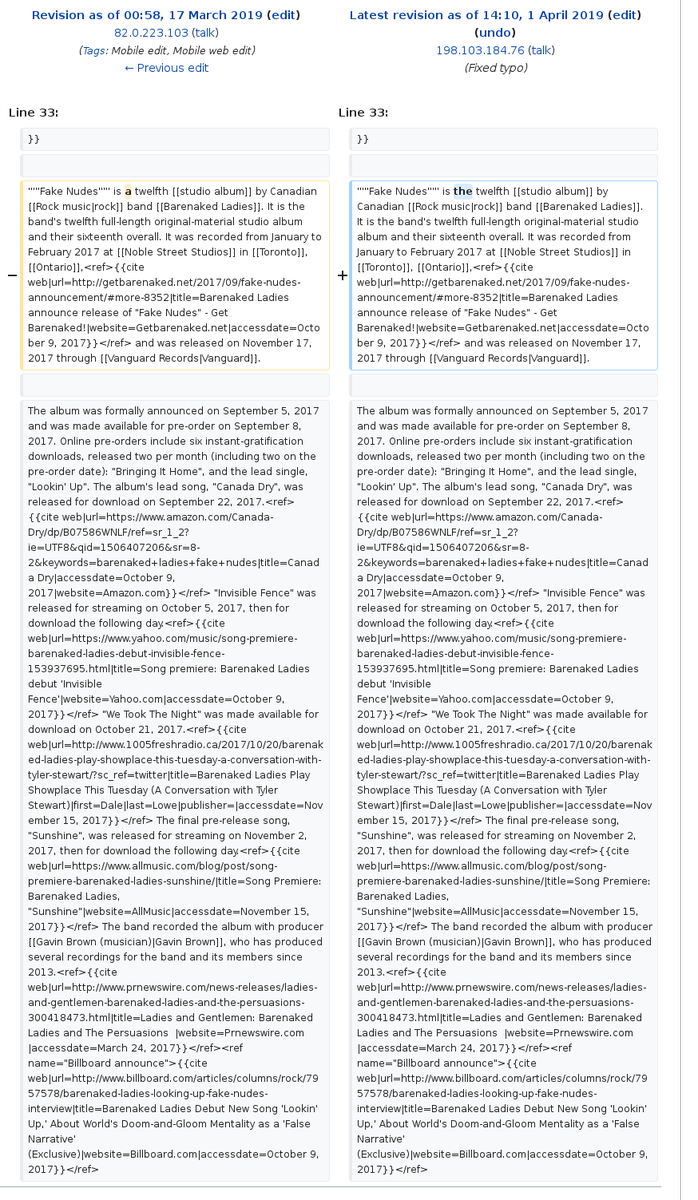 Revision as of 00:58, 17 March 2019 (edit)
82.0.223.103 (talk)
(Tags: Mobile edit, Mobile web edit)
← Previous edit
Latest revision as of 14:10, 1 April 2019 (edit)
(undo)
198.103.184.76 (talk)
(Fixed typo)
Line 33:
}}
−
'''''Fake Nudes''''' is a twelfth [[studio album]] by Canadian
[[Rock music|rock]] band [[Barenaked Ladies]]. It is the
band's twelfth full-length original-material studio album
and their sixteenth overall. It was recorded from January to
February 2017 at [[Noble Street Studios]] in [[Toronto]],
[[Ontario]],<ref>{{cite
web|url=http://getbarenaked.net/2017/09/fake-nudes-
announcement/#more-8352|title=Barenaked Ladies
announce release of "Fake Nudes" - Get
Barenaked!|website=Getbarenaked.net|accessdate=Octo
ber 9, 2017}}</ref> and was released on November 17,
2017 through [[Vanguard Records|Vanguard]].
The album was formally announced on September 5, 2017
and was made available for pre-order on September 8,
2017. Online pre-orders include six instant-gratification
downloads, released two per month (including two on the
pre-order date): "Bringing It Home", and the lead single,
"Lookin' Up". The album's lead song, "Canada Dry", was
released for download on September 22, 2017.<ref>
{{cite web|url=https://www.amazon.com/Canada-
Dry/dp/B07586WNLF/ref=sr_1_2?
ie=UTF8&qid=1506407206&sr=8-
2&keywords=barenaked+ladies+fake+nudes|title=Canad
a Dry|accessdate=October 9,
2017|website=Amazon.com}}</ref> "Invisible Fence" was
released for streaming on October 5, 2017, then for
download the following day.<ref>{{cite
web|url=https://www.yahoo.com/music/song-premiere-
barenaked-ladies-debut-invisible-fence-
153937695.html|title=Song premiere: Barenaked Ladies
debut 'Invisible
Fence'|website=Yahoo.com|accessdate=October 9,
2017}}</ref> "We Took The Night" was made available for
download on October 21, 2017.<ref>{{cite
web|url=http://www.1005freshradio.ca/2017/10/20/barenak
ed-ladies-play-showplace-this-tuesday-a-conversation-with-
tyler-stewart/?sc_ref=twitter|title=Barenaked Ladies Play
Showplace This Tuesday (A Conversation with Tyler
Stewart)|first=Dale|last=Lowe|publisher=|accessdate=Nov
ember 15, 2017}}</ref> The final pre-release song,
"Sunshine", was released for streaming on November 2,
2017, then for download the following day.<ref>{{cite
web|url=https://www.allmusic.com/blog/post/song-
premiere-barenaked-ladies-sunshine/|title=Song Premiere:
Barenaked Ladies,
"Sunshine"|website=AllMusic|accessdate=November 15,
2017}}</ref> The band recorded the album with producer
[[Gavin Brown (musician)|Gavin Brown]], who has produced
several recordings for the band and its members since
2013.<ref>{{cite
web|url=http://www.prnewswire.com/news-releases/ladies-
and-gentlemen-barenaked-ladies-and-the-persuasions-
300418473.html|title=Ladies and Gentlemen: Barenaked
Ladies and The Persuasions |website=Prnewswire.com
|accessdate=March 24, 2017}}</ref><ref
name="Billboard announce">{{cite
web|url=http://www.billboard.com/articles/columns/rock/79
57578/barenaked-ladies-looking-up-fake-nudes-
interview|title=Barenaked Ladies Debut New Song 'Lookin'
Up,' About World's Doom-and-Gloom Mentality as a 'False
Narrative'
(Exclusive)|website=Billboard.com|accessdate=October 9,
2017}}</ref>
Line 33:
}}
+
'''''Fake Nudes''''' is the twelfth [[studio album]] by
Canadian [[Rock music|rock]] band [[Barenaked Ladies]].
It is the band's twelfth full-length original-material studio
album and their sixteenth overall. It was recorded from
January to February 2017 at [[Noble Street Studios]] in
[[Toronto]], [[Ontario]],<ref>{{cite
web|url=http://getbarenaked.net/2017/09/fake-nudes-
announcement/#more-8352|title=Barenaked Ladies
announce release of "Fake Nudes" - Get
Barenaked!|website=Getbarenaked.net|accessdate=Octo
ber 9, 2017}}</ref> and was released on November 17,
2017 through [[Vanguard Records|Vanguard]].
The album was formally announced on September 5, 2017
and was made available for pre-order on September 8,
2017. Online pre-orders include six instant-gratification
downloads, released two per month (including two on the
pre-order date): "Bringing It Home", and the lead single,
"Lookin' Up". The album's lead song, "Canada Dry", was
released for download on September 22, 2017.<ref>
{{cite web|url=https://www.amazon.com/Canada-
Dry/dp/B07586WNLF/ref=sr_1_2?
ie=UTF8&qid=1506407206&sr=8-
2&keywords=barenaked+ladies+fake+nudes|title=Canad
a Dry|accessdate=October 9,
2017|website=Amazon.com}}</ref> "Invisible Fence" was
released for streaming on October 5, 2017, then for
download the following day.<ref>{{cite
web|url=https://www.yahoo.com/music/song-premiere-
barenaked-ladies-debut-invisible-fence-
153937695.html|title=Song premiere: Barenaked Ladies
debut 'Invisible
Fence'|website=Yahoo.com|accessdate=October 9,
2017}}</ref> "We Took The Night" was made available for
download on October 21, 2017.<ref>{{cite
web|url=http://www.1005freshradio.ca/2017/10/20/barenak
ed-ladies-play-showplace-this-tuesday-a-conversation-with-
tyler-stewart/?sc_ref=twitter|title=Barenaked Ladies Play
Showplace This Tuesday (A Conversation with Tyler
Stewart)|first=Dale|last=Lowe|publisher=|accessdate=Nov
ember 15, 2017}}</ref> The final pre-release song,
"Sunshine", was released for streaming on November 2,
2017, then for download the following day.<ref>{{cite
web|url=https://www.allmusic.com/blog/post/song-
premiere-barenaked-ladies-sunshine/|title=Song Premiere:
Barenaked Ladies,
"Sunshine"|website=AllMusic|accessdate=November 15,
2017}}</ref> The band recorded the album with producer
[[Gavin Brown (musician)|Gavin Brown]], who has produced
several recordings for the band and its members since
2013.<ref>{{cite
web|url=http://www.prnewswire.com/news-releases/ladies-
and-gentlemen-barenaked-ladies-and-the-persuasions-
300418473.html|title=Ladies and Gentlemen: Barenaked
Ladies and The Persuasions |website=Prnewswire.com
|accessdate=March 24, 2017}}</ref><ref
name="Billboard announce">{{cite
web|url=http://www.billboard.com/articles/columns/rock/79
57578/barenaked-ladies-looking-up-fake-nudes-
interview|title=Barenaked Ladies Debut New Song 'Lookin'
Up,' About World's Doom-and-Gloom Mentality as a 'False
Narrative'
(Exclusive)|website=Billboard.com|accessdate=October 9,
2017}}</ref>